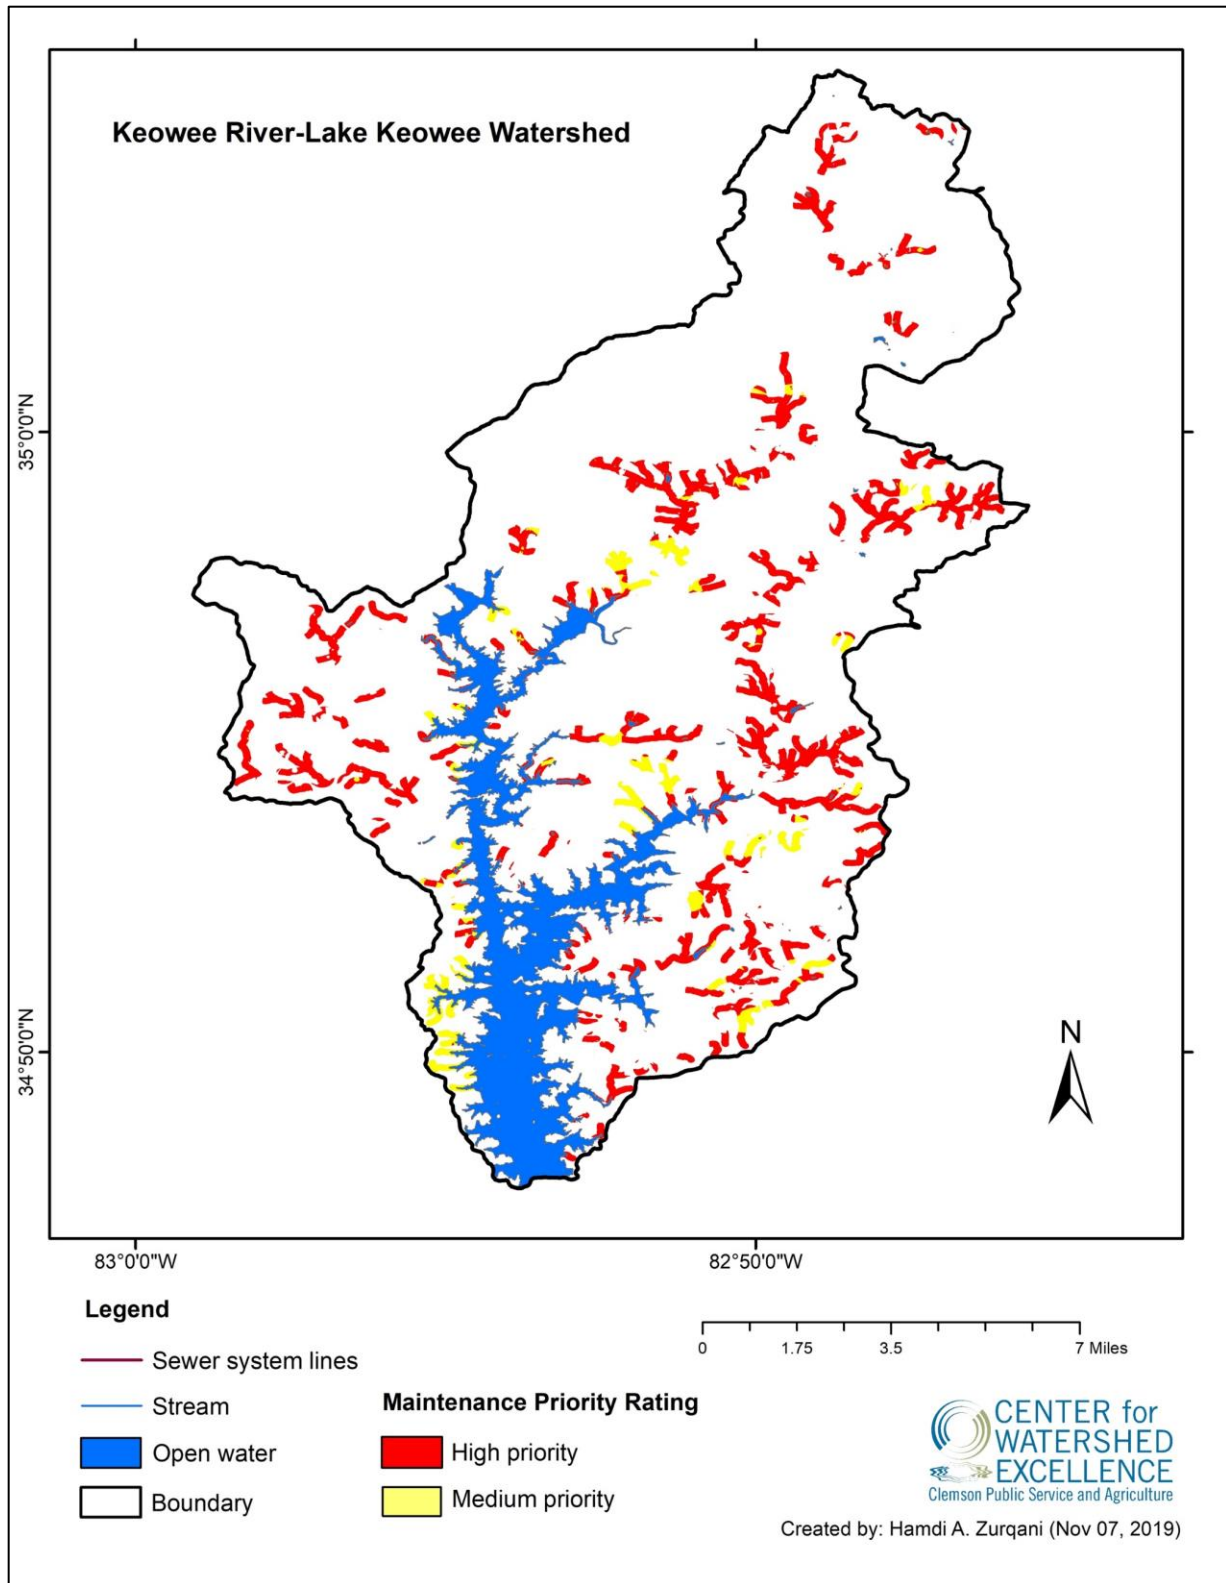 Keowee River-Lake Keowee Watershed
35°0'0"N
34°50'0"N
N
83°0'0"W
82°50'0"W
Legend
Sewer system lines
Stream
Open water
Boundary
Maintenance Priority Rating
High priority
Medium priority
0 1.75 3.5 7 Miles
CENTER for
WATERSHED
EXCELLENCE
Clemson Public Service and Agriculture
Created by: Hamdi A. Zurqani (Nov 07, 2019)